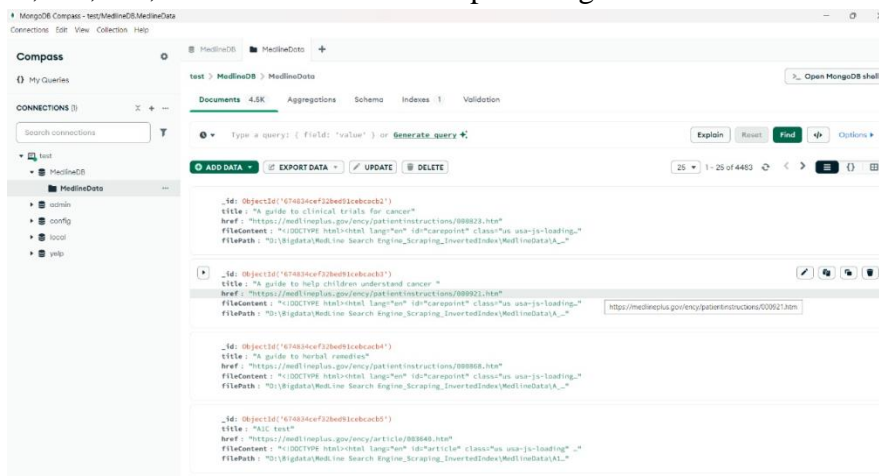 MongoDB Compass - test/MedlineDB.MedlineData
Connections Edit View Collection Help
Compass
{} My Queries
CONNECTIONS (1)
Search connections
test
MedlineDB
MedlineData
admin
config
local
yelp
MedlineDB
MedlineData
test > MedlineDB > MedlineData
Open MongoDB shell
Documents 4.5K Aggregations Schema Indexes 1 Validation
Type a query: { field: 'value' } or Generate query
Explain Reset Find </> Options
ADD DATA EXPORT DATA UPDATE DELETE
25 1 - 25 of 4483
_id: ObjectId('674834cef32bed91cebcacb2')
title : "A guide to clinical trials for cancer"
href : "https://medlineplus.gov/ency/patientinstructions/000823.htm"
fileContent : "<!DOCTYPE html><html lang="en" id="carepoint" class="us usa-js-loading…"
filePath : "D:\Bigdata\MedLine Search Engine_Scraping_InvertedIndex\MedlineData\A_…"
_id: ObjectId('674834cef32bed91cebcacb3')
title : "A guide to help children understand cancer "
href : "https://medlineplus.gov/ency/patientinstructions/000921.htm"
https://medlineplus.gov/ency/patientinstructions/000921.htm
fileContent : "<!DOCTYPE html><html lang="en" id="carepoint" class="us usa-js-loading…"
filePath : "D:\Bigdata\MedLine Search Engine_Scraping_InvertedIndex\MedlineData\A_…"
_id: ObjectId('674834cef32bed91cebcacb4')
title : "A guide to herbal remedies"
href : "https://medlineplus.gov/ency/patientinstructions/000868.htm"
fileContent : "<!DOCTYPE html><html lang="en" id="carepoint" class="us usa-js-loading…"
filePath : "D:\Bigdata\MedLine Search Engine_Scraping_InvertedIndex\MedlineData\A_…"
_id: ObjectId('674834cef32bed91cebcacb5')
title : "A1C test"
href : "https://medlineplus.gov/ency/article/003640.htm"
fileContent : "<!DOCTYPE html><html lang="en" id="article" class="us usa-js-loading" …"
filePath : "D:\Bigdata\MedLine Search Engine_Scraping_InvertedIndex\MedlineData\A1…"